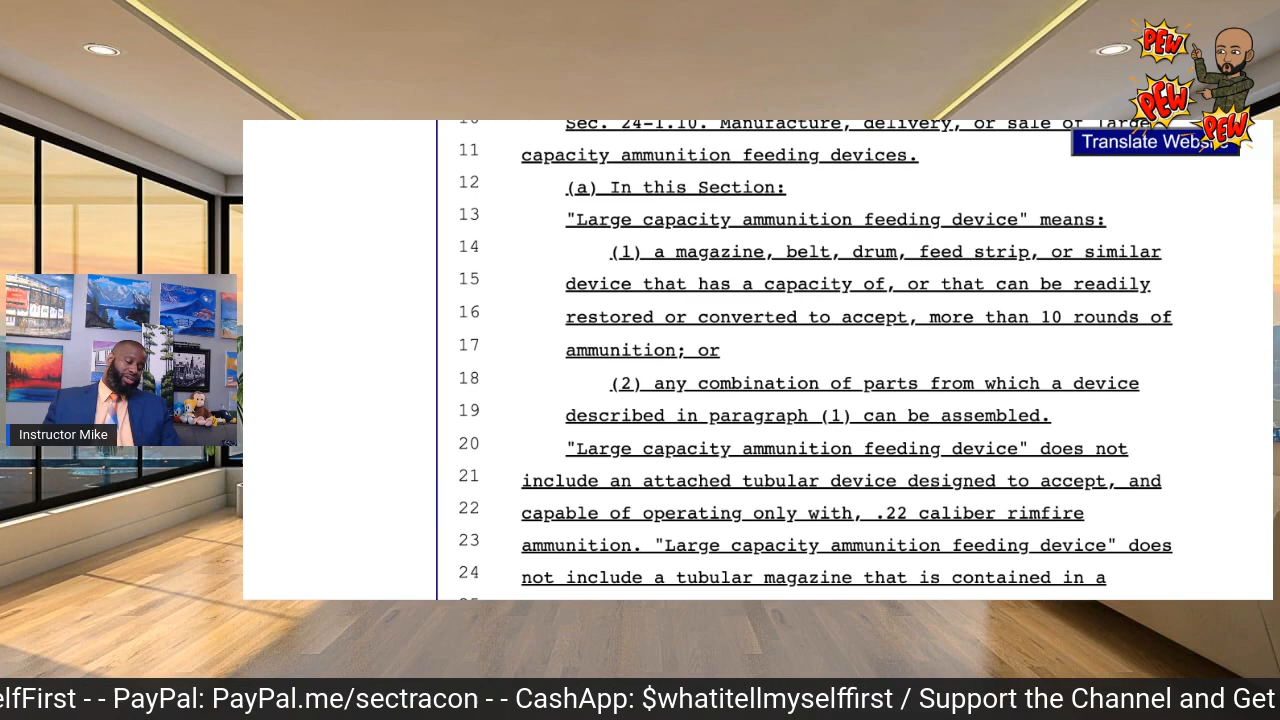 PEW
PEW
PEW
Translate Webs
10
Sec. 24-1.10. Manufacture, delivery, or sale of large
11
capacity ammunition feeding devices.
12
(a) In this Section:
13
"Large capacity ammunition feeding device" means:
14
(1) a magazine, belt, drum, feed strip, or similar
15
device that has a capacity of, or that can be readily
16
restored or converted to accept, more than 10 rounds of
17
ammunition; or
18
(2) any combination of parts from which a device
19
described in paragraph (1) can be assembled.
20
"Large capacity ammunition feeding device" does not
21
include an attached tubular device designed to accept, and
22
capable of operating only with, .22 caliber rimfire
23
ammunition. "Large capacity ammunition feeding device" does
24
not include a tubular magazine that is contained in a
Instructor Mike
elfFirst - - PayPal: PayPal.me/sectracon - - CashApp: $whatitellmyselffirst / Support the Channel and Get